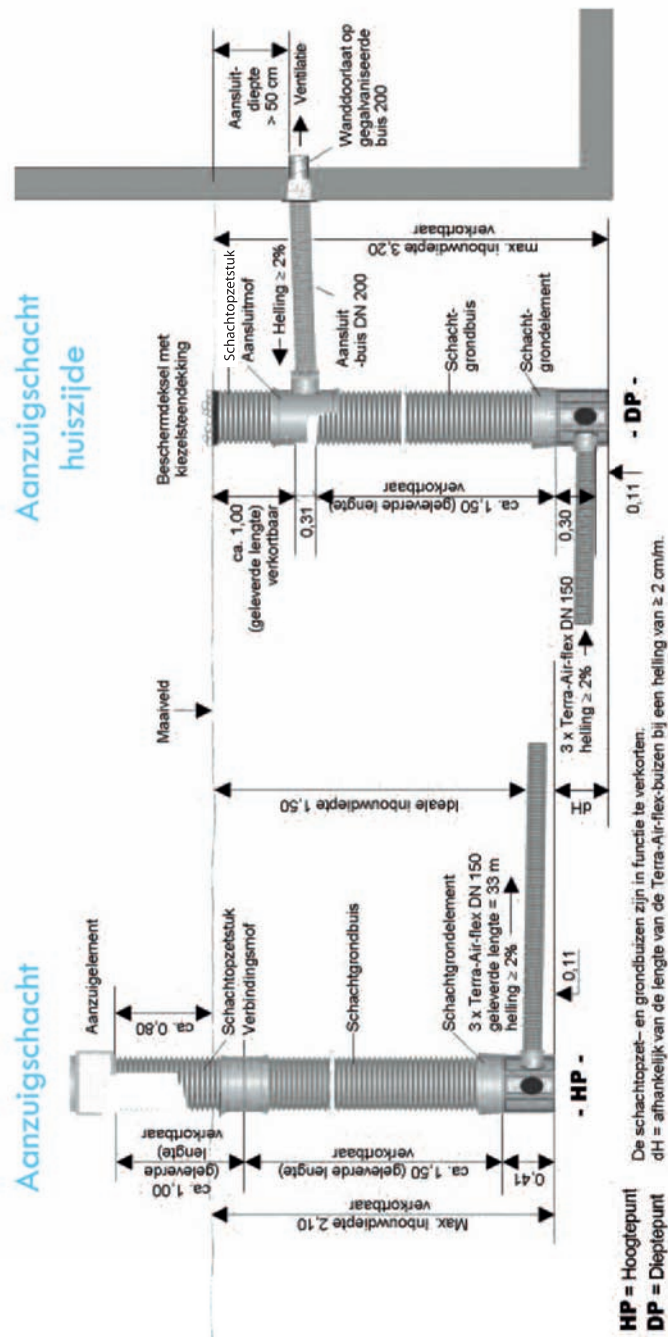 Aanzuigschacht
Aanzuigschacht
huiszijde
Aanzuigelement
ca. 0,80
Schachtopzetstuk
Verbindingsmof
ca. 1,00
(geleverde
lengte)
verkortbaar
Schachtgrondbuis
ca. 1,50 (geleverde lengte)
verkortbaar
Max. Inbouwdiepte 2,10
verkortbaar
Schachtgrondelement
3 x Terra-Air-flex DN 150
geleverde lengte = 33 m
helling ≥ 2%
0,41
0,11
- HP -
Maaiveld
Ideale inbouwdiepte 1,50
dH
Beschermdeksel met
kiezelsteendekking
Schachtopzetstuk
Aansluitmof
Helling ≥ 2%
ca. 1,00
(geleverde lengte)
verkortbaar
0,31
Aansluit
-buis DN 200
Aansluit-
diepte
> 50 cm
Ventilatie
Wanddoorlaat op
gegalvaniseerde
buis 200
ca. 1,50 (geleverde lengte)
verkortbaar
Schacht-
grondbuis
Schacht-
grondelement
max. inbouwdiepte 3,20
verkortbaar
3 x Terra-Air-flex DN 150
helling ≥ 2%
0,30
0,11
- DP -
HP = Hoogtepunt
DP = Dieptepunt
De schachtopzet– en grondbuizen zijn in functie te verkorten.
dH = afhankelijk van de lengte van de Terra-Air-flex-buizen bij een helling van ≥ 2 cm/m.